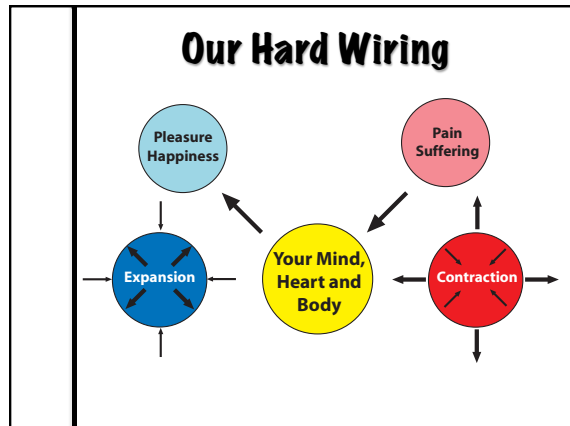 Our Hard Wiring
Pleasure
Happiness
Pain
Suffering
Expansion
Your Mind,
Heart and
Body
Contraction